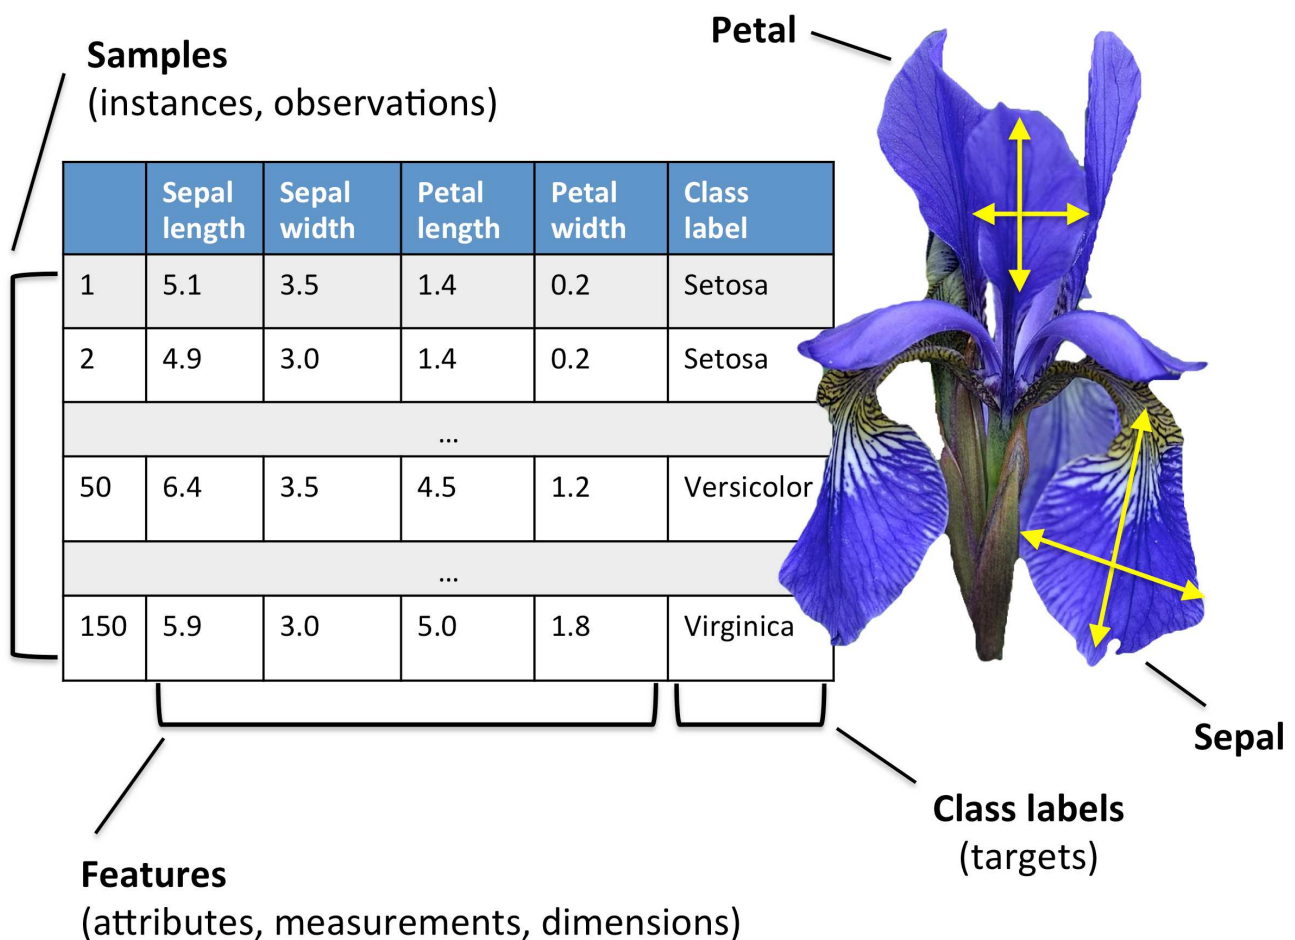 Petal
Samples
(instances, observations)
Sepal length Sepal width Petal length Petal width Class label
1 5.1 3.5 1.4 0.2 Setosa
2 4.9 3.0 1.4 0.2 Setosa
...
50 6.4 3.5 4.5 1.2 Versicolor
...
150 5.9 3.0 5.0 1.8 Virginica
Sepal
Class labels
(targets)
Features
(attributes, measurements, dimensions)